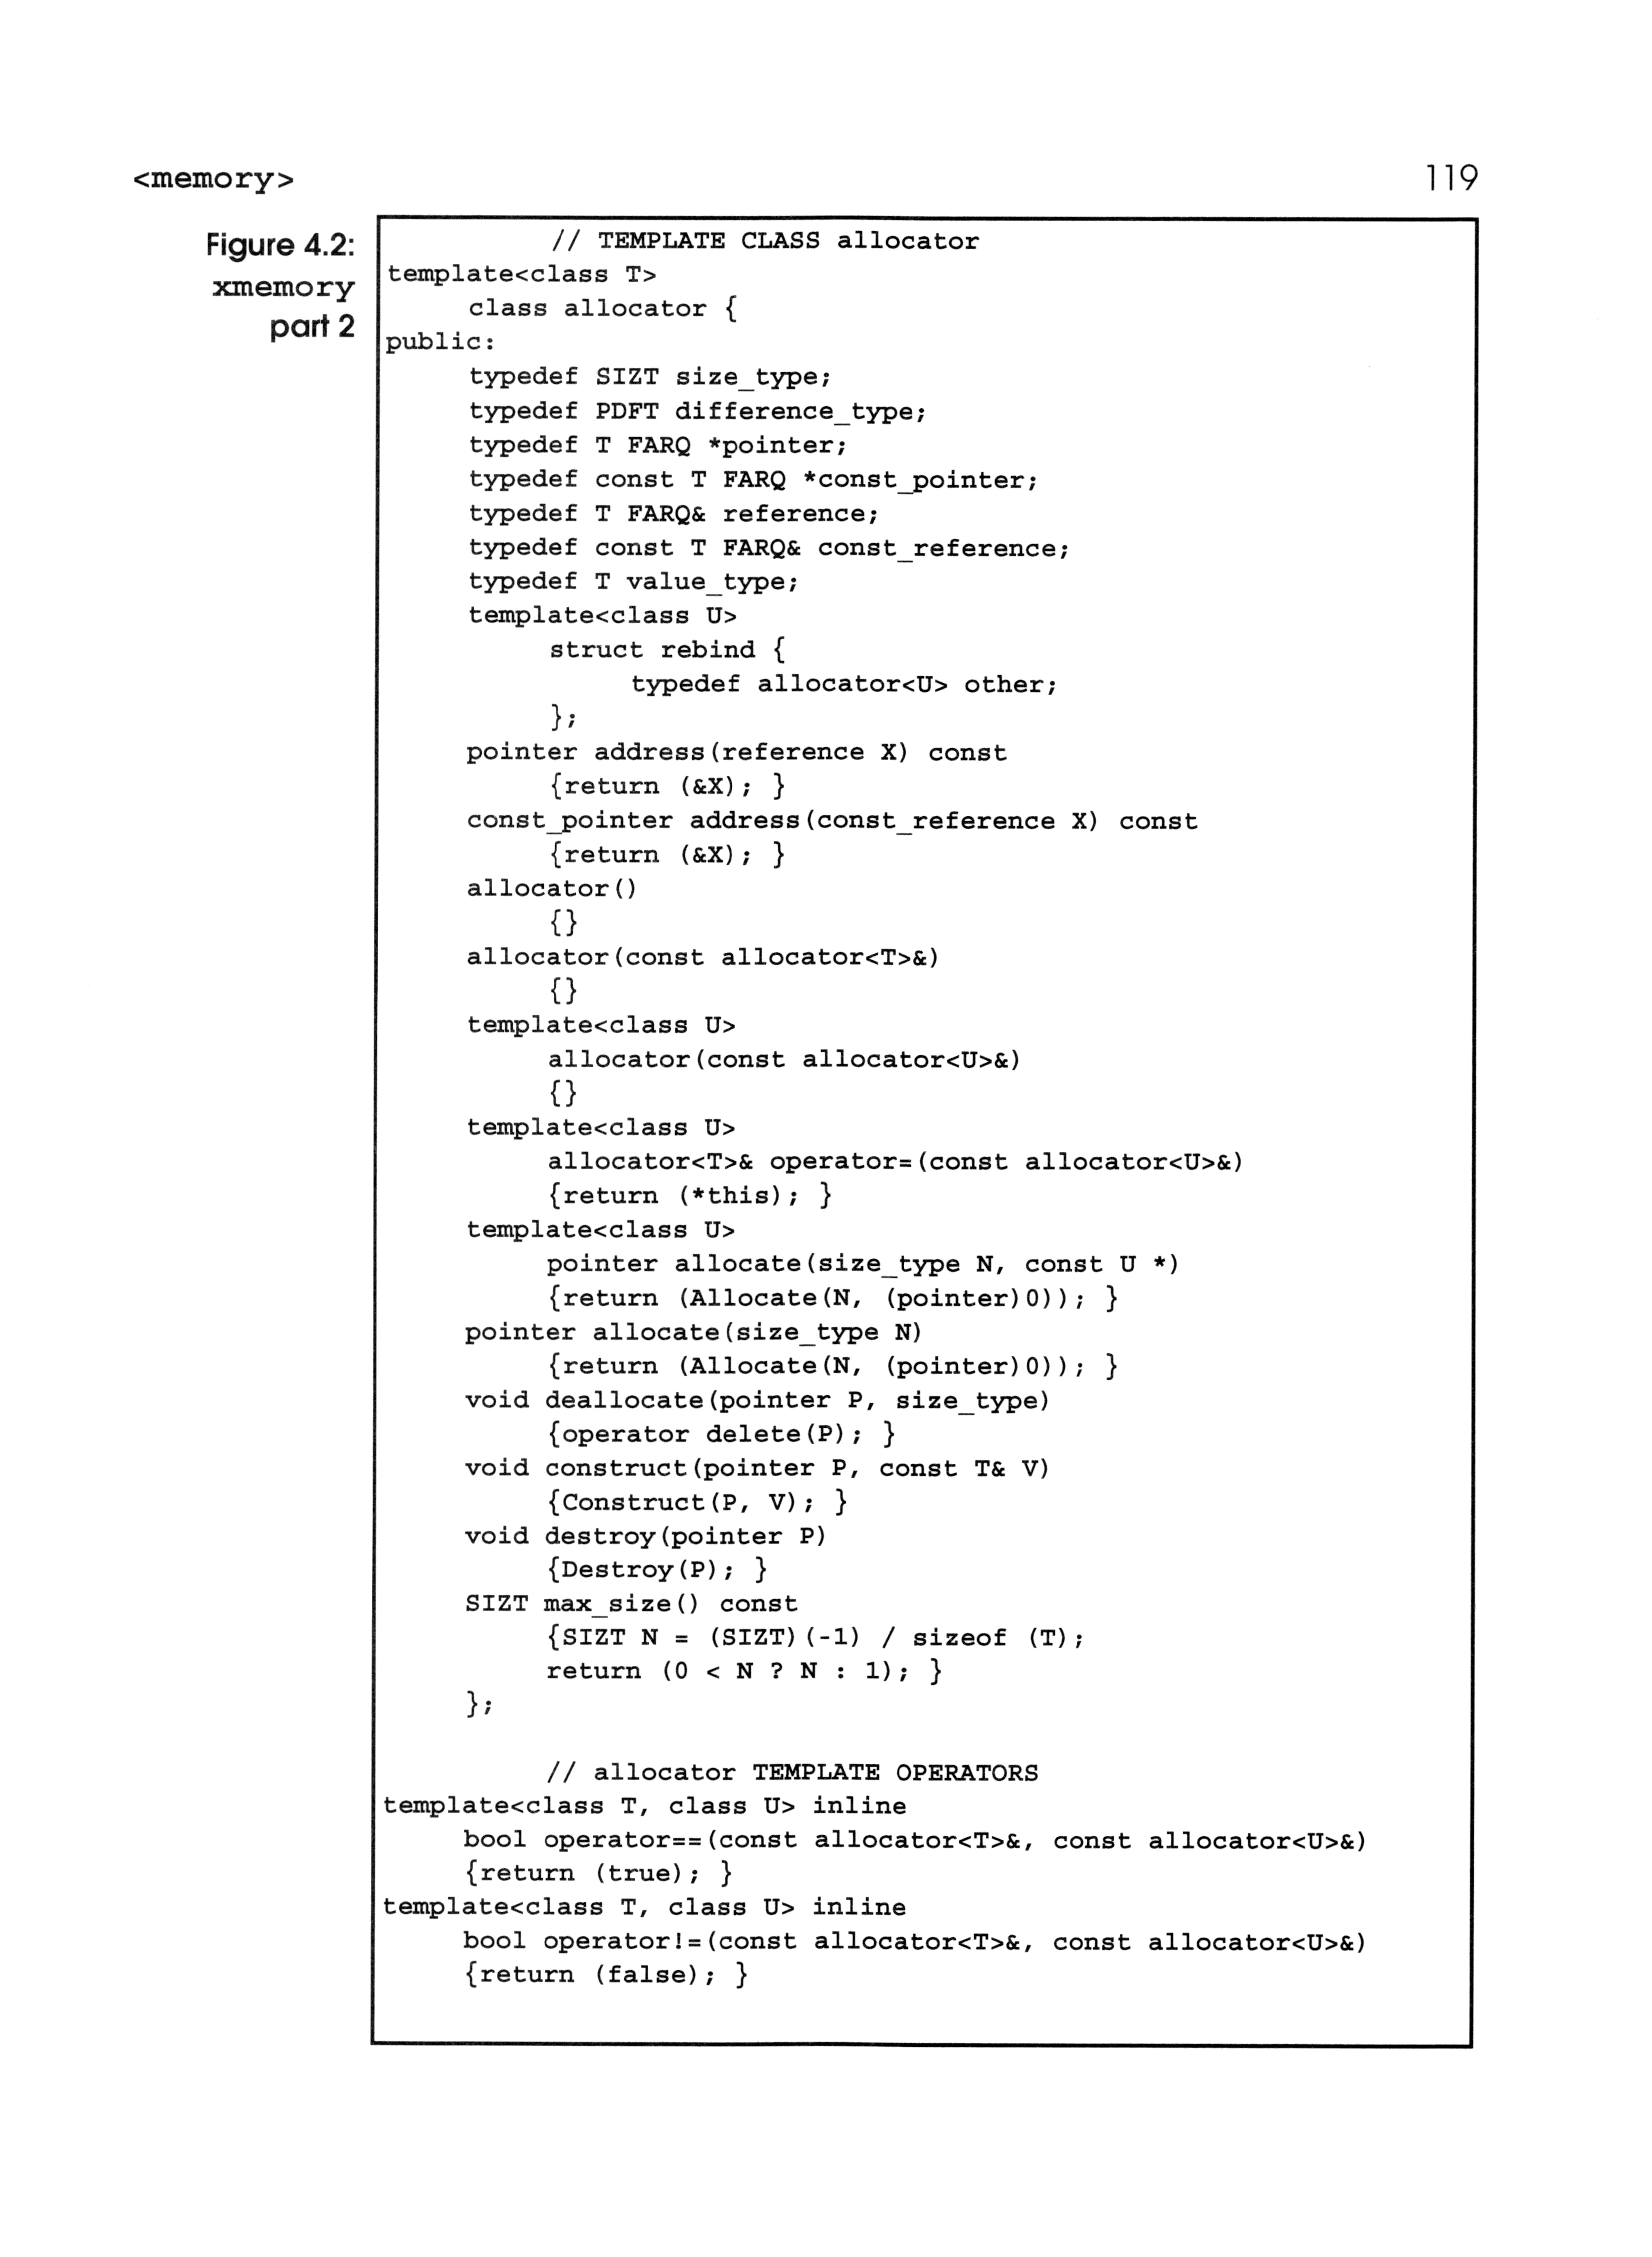 <memory>
119
Figure 4.2:
xmemory
part 2
// TEMPLATE CLASS allocator
template<class T>
class allocator {
public:
typedef SIZT size_type;
typedef PDFT difference_type;
typedef T FARQ *pointer;
typedef const T FARQ *const_pointer;
typedef T FARQ& reference;
typedef const T FARQ& const_reference;
typedef T value_type;
template<class U>
struct rebind {
typedef allocator<U> other;
};
pointer address(reference X) const
{return (&X); }
const_pointer address(const_reference X) const
{return (&X); }
allocator()
{}
allocator(const allocator<T>&)
{}
template<class U>
allocator(const allocator<U>&)
{}
template<class U>
allocator<T>& operator=(const allocator<U>&)
{return (*this); }
template<class U>
pointer allocate(size_type N, const U *)
{return (Allocate(N, (pointer)0)); }
pointer allocate(size_type N)
{return (Allocate(N, (pointer)0)); }
void deallocate(pointer P, size_type)
{operator delete(P); }
void construct(pointer P, const T& V)
{Construct(P, V); }
void destroy(pointer P)
{Destroy(P); }
SIZT max_size() const
{SIZT N = (SIZT)(-1) / sizeof (T);
return (0 < N ? N : 1); }
};
// allocator TEMPLATE OPERATORS
template<class T, class U> inline
bool operator==(const allocator<T>&, const allocator<U>&)
{return (true); }
template<class T, class U> inline
bool operator!=(const allocator<T>&, const allocator<U>&)
{return (false); }